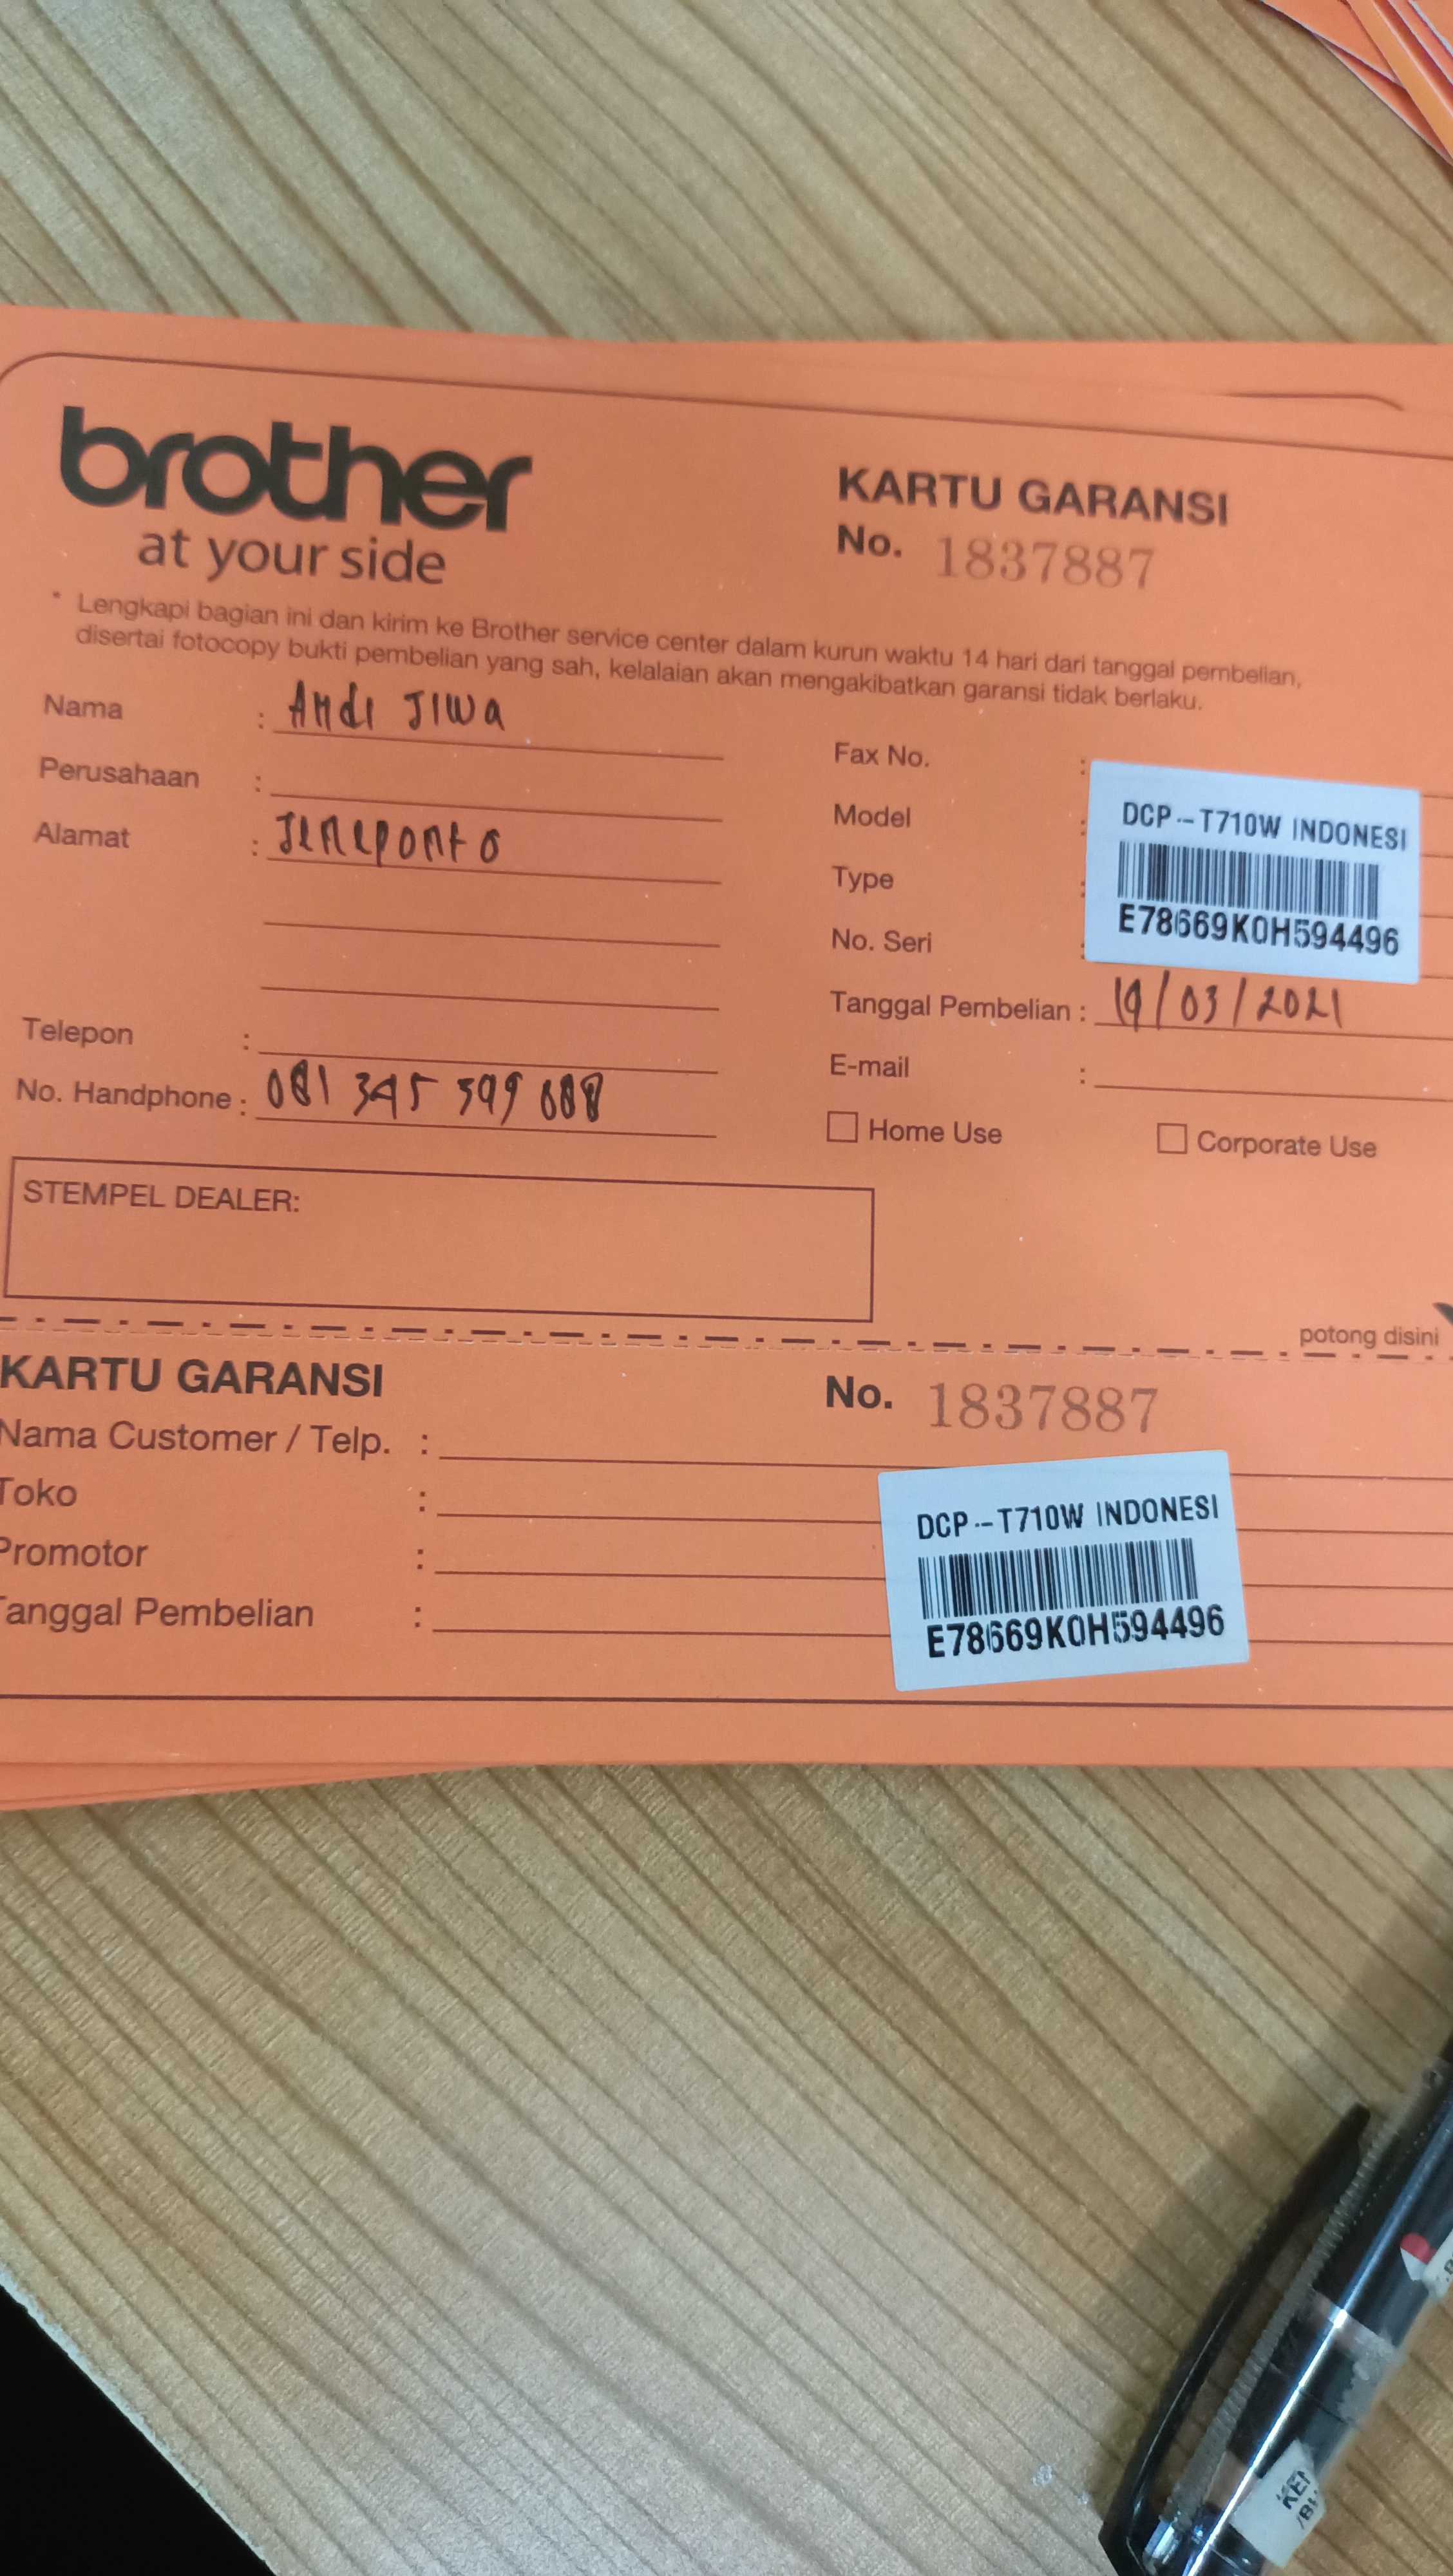 brother
at your side
KARTU GARANSI
No. 1837887
* Lengkapi bagian ini dan kirim ke Brother service center dalam kurun waktu 14 hari dari tanggal pembelian,
disertai fotocopy bukti pembelian yang sah, kelalaian akan mengakibatkan garansi tidak berlaku.
Nama : Andi Jiwa
Perusahaan :
Alamat : Jeneponto
Telepon :
No. Handphone : 081 345 599 088
Fax No. :
Model :
Type :
No. Seri :
DCP-T710W INDONESI
E78669K0H594496
Tanggal Pembelian : 19/03/2021
E-mail :
Home Use
Corporate Use
STEMPEL DEALER:
potong disini
KARTU GARANSI
No. 1837887
Nama Customer / Telp. :
Toko :
Promotor :
Tanggal Pembelian :
DCP-T710W INDONESI
E78669K0H594496